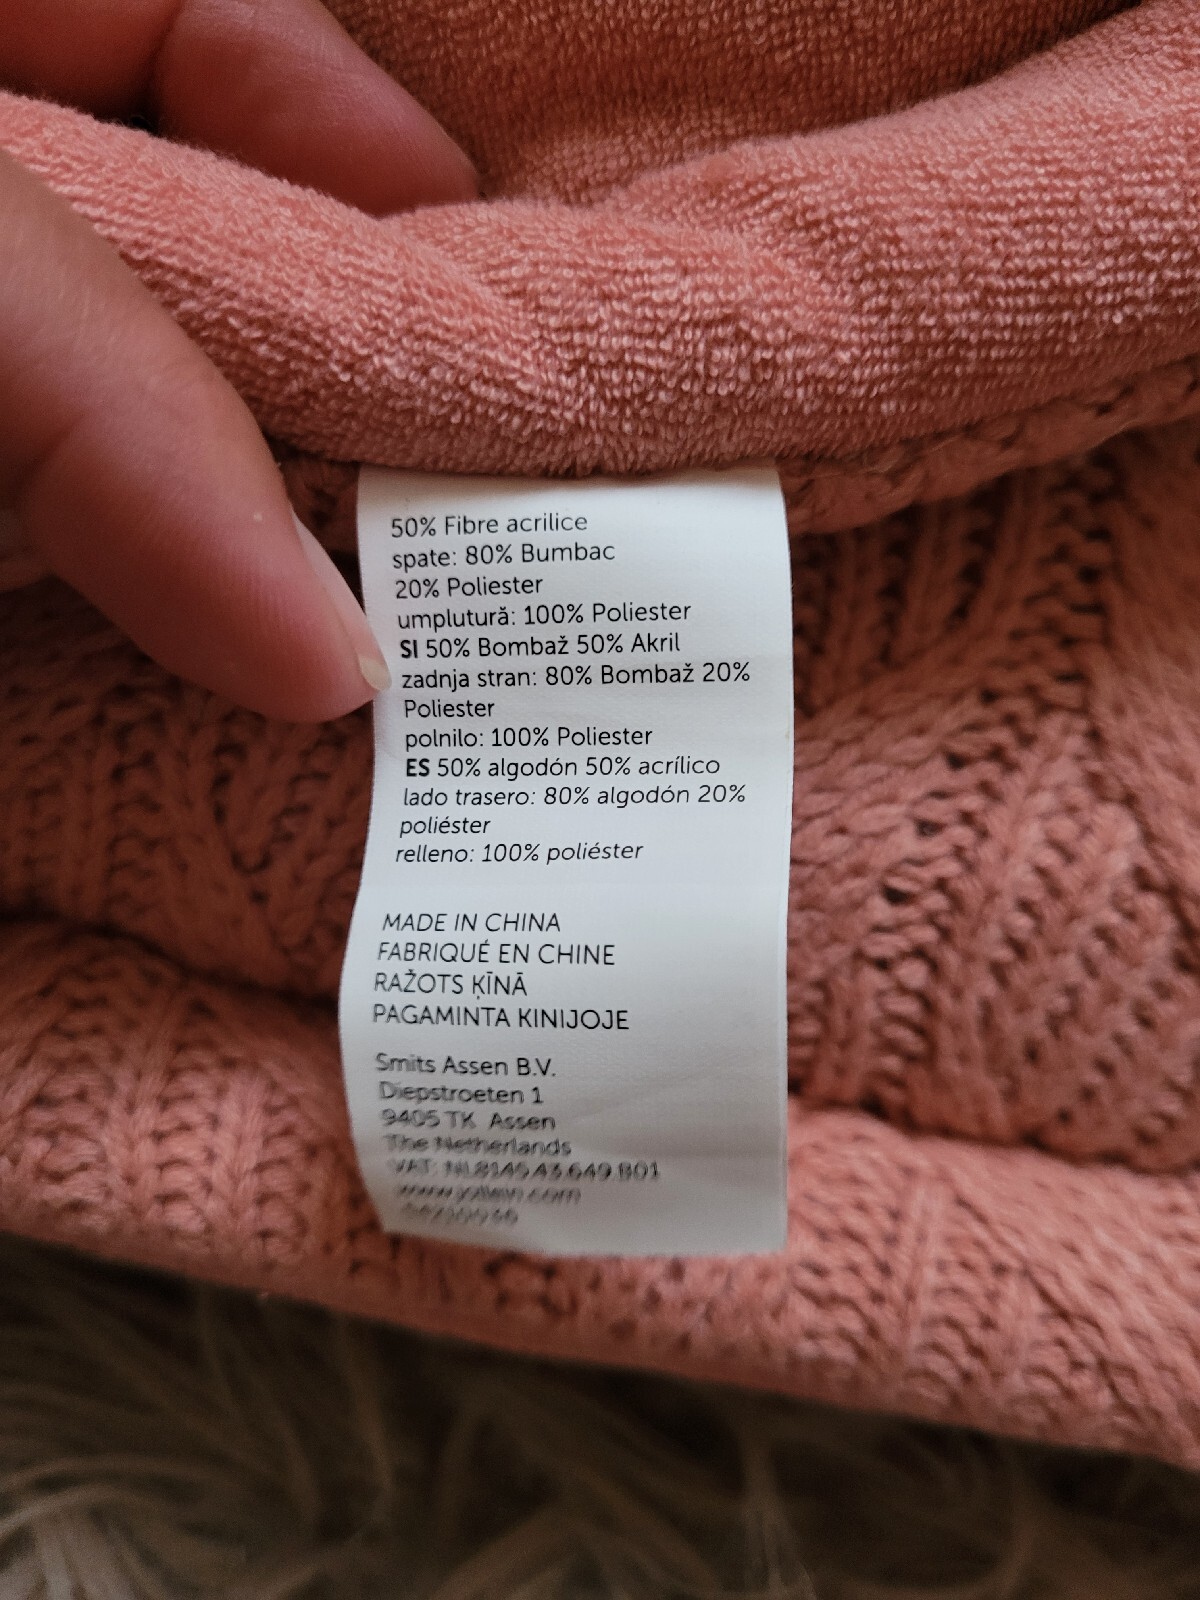 50% Fibre acrilice
spate: 80% Bumbac
20% Poliester
umplutură: 100% Poliester
SI 50% Bombaž 50% Akril
zadnja stran: 80% Bombaž 20%
Poliester
polnilo: 100% Poliester
ES 50% algodón 50% acrílico
lado trasero: 80% algodón 20%
poliéster
relleno: 100% poliéster
MADE IN CHINA
FABRIQUÉ EN CHINE
RAŽOTS ĶĪNĀ
PAGAMINTA KINIJOJE
Smits Assen B.V.
Diepstroeten 1
9405 TK Assen
The Netherlands
VAT: